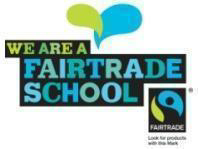 WE ARE A
FAIRTRADE
SCHOOL
®
FAIRTRADE
Look for products
with this Mark